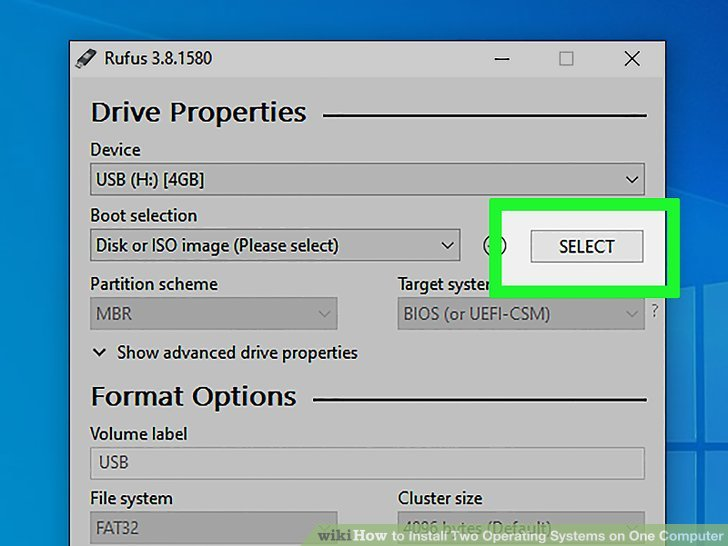 Rufus 3.8.1580
Drive Properties
Device
USB (H:) [4GB]
Boot selection
Disk or ISO image (Please select)
SELECT
Partition scheme
Target system
MBR
BIOS (or UEFI-CSM)
?
Show advanced drive properties
Format Options
Volume label
USB
File system
Cluster size
FAT32
4096 bytes (Default)
wikiHow to Install Two Operating Systems on One Computer